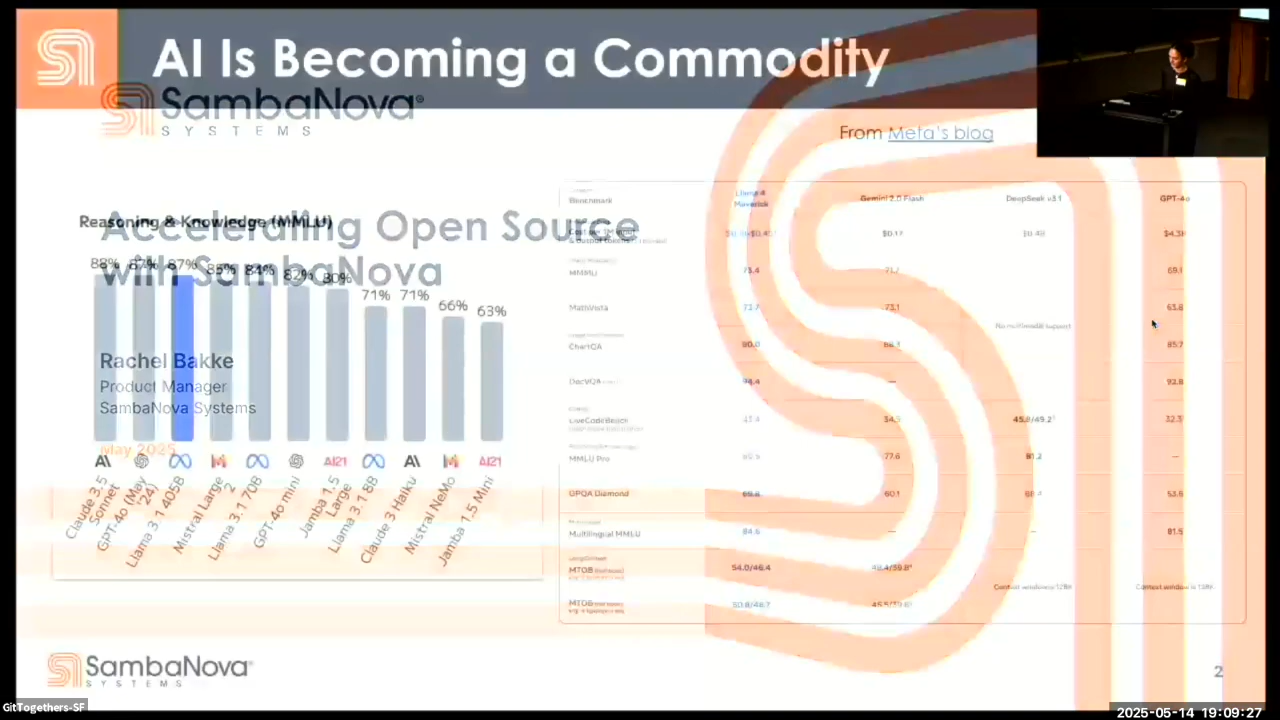 AI Is Becoming a Commodity
SambaNova
SYSTEMS
From Meta's blog
Reasoning & Knowledge (MMLU)
Accelerating Open Source
with SambaNova
88% 87% 87% 85% 84% 82% 80% 71% 71% 66% 63%
Rachel Bakke
Product Manager
SambaNova Systems
May 2025
AI21 AI21
Claude 3.5 Sonnet
GPT-4o (May '24)
Llama 3.1 405B
Mistral Large 2
Llama 3.1 70B
GPT-4o mini
Jamba 1.5 Large
Llama 3.1 8B
Claude 3 Haiku
Mistral NeMo
Jamba 1.5 Mini
Benchmark Llama 4 Maverick Gemini 2.0 Flash DeepSeek v3.1 GPT-4o
$0.17 $0.48 $4.38
MMMU 73.4 71.7 69.1
MathVista 73.7 73.1 63.8
No multimodal support
ChartQA 90.0 88.3 85.7
DocVQA 94.4 — 92.8
LiveCodeBench 43.4 34.5 45.8/49.2 32.3
MMLU Pro 80.5 77.6 81.2 —
GPQA Diamond 69.8 60.1 68.4 53.6
Multilingual MMLU 84.6 — — 81.5
MTOB 54.0/46.4 48.4/39.8
Context window is 128K Context window is 128K
MTOB 50.8/46.7 45.5/39.6
SambaNova
SYSTEMS
2
GitTogethers-SF
2025-05-14 19:09:27